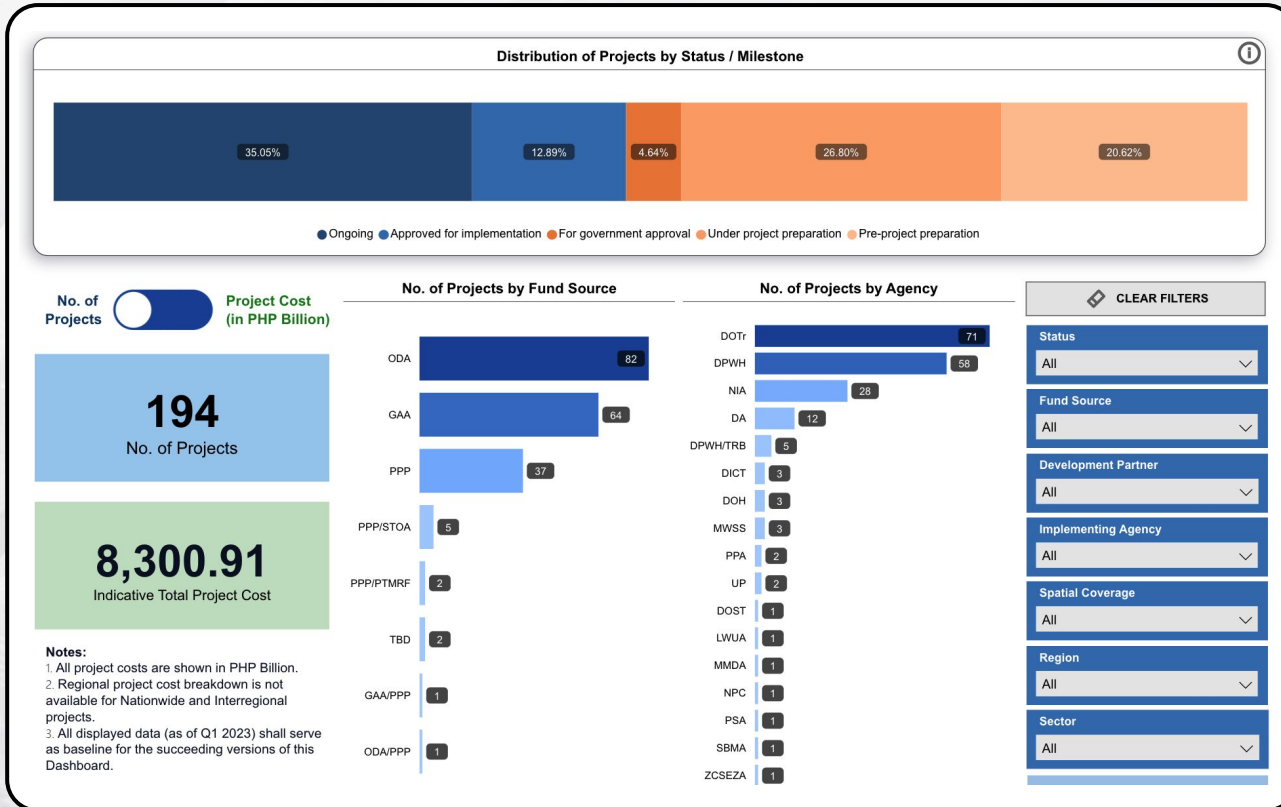 Distribution of Projects by Status / Milestone
35.05%
12.89%
4.64%
26.80%
20.62%
Ongoing
Approved for implementation
For government approval
Under project preparation
Pre-project preparation
No. of
Projects
Project Cost
(in PHP Billion)
194
No. of Projects
8,300.91
Indicative Total Project Cost
Notes:
1. All project costs are shown in PHP Billion.
2. Regional project cost breakdown is not
available for Nationwide and Interregional
projects.
3. All displayed data (as of Q1 2023) shall serve
as baseline for the succeeding versions of this
Dashboard.
No. of Projects by Fund Source
ODA 82
GAA 64
PPP 37
PPP/STOA 5
PPP/PTMRF 2
TBD 2
GAA/PPP 1
ODA/PPP 1
No. of Projects by Agency
DOTr 71
DPWH 58
NIA 28
DA 12
DPWH/TRB 5
DICT 3
DOH 3
MWSS 3
PPA 2
UP 2
DOST 1
LWUA 1
MMDA 1
NPC 1
PSA 1
SBMA 1
ZCSEZA 1
CLEAR FILTERS
Status
All
Fund Source
All
Development Partner
All
Implementing Agency
All
Spatial Coverage
All
Region
All
Sector
All